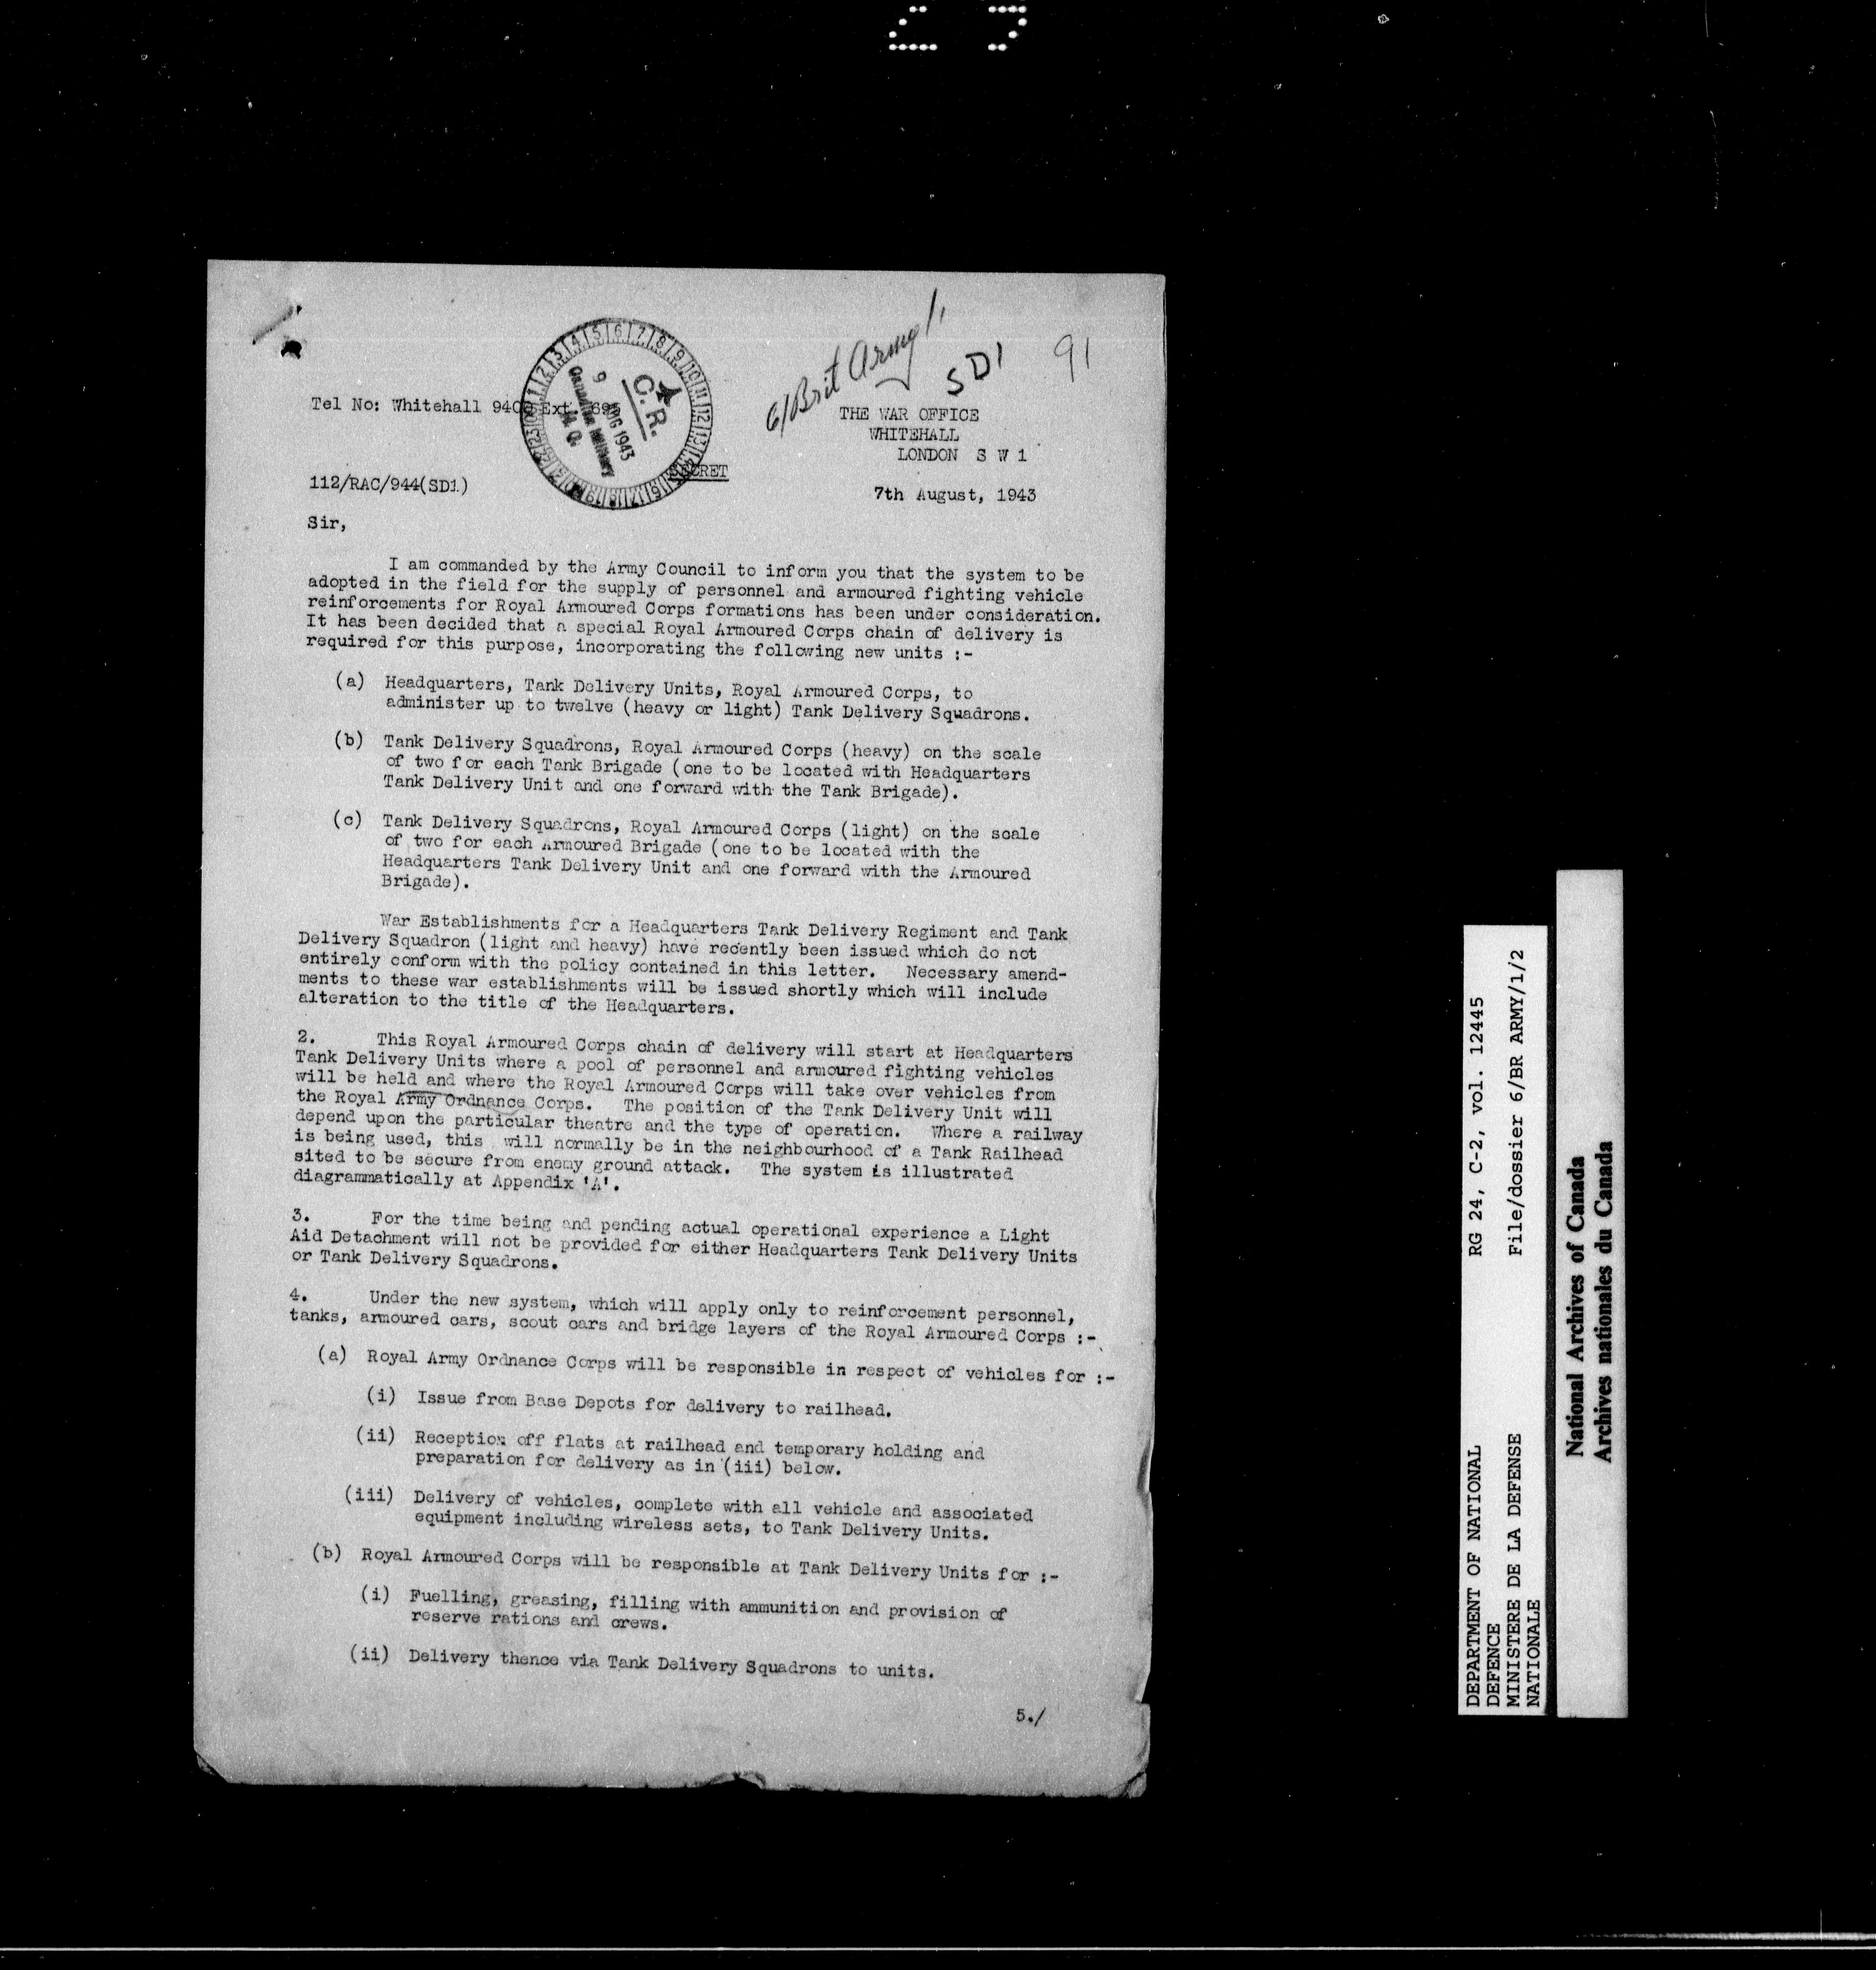 6/Brit Army/1,
SD1
91
Tel No: Whitehall 940 Ext. 69
C.R.
9 AUG 1943
Canadian Military
H. Q.
THE WAR OFFICE
WHITEHALL
LONDON S W 1
SECRET
112/RAC/944(SD1)
7th August, 1943
Sir,
I am commanded by the Army Council to inform you that the system to be
adopted in the field for the supply of personnel and armoured fighting vehicle
reinforcements for Royal Armoured Corps formations has been under consideration.
It has been decided that a special Royal Armoured Corps chain of delivery is
required for this purpose, incorporating the following new units :-
(a) Headquarters, Tank Delivery Units, Royal Armoured Corps, to
administer up to twelve (heavy or light) Tank Delivery Squadrons.
(b) Tank Delivery Squadrons, Royal Armoured Corps (heavy) on the scale
of two for each Tank Brigade (one to be located with Headquarters
Tank Delivery Unit and one forward with the Tank Brigade).
(c) Tank Delivery Squadrons, Royal Armoured Corps (light) on the scale
of two for each Armoured Brigade (one to be located with the
Headquarters Tank Delivery Unit and one forward with the Armoured
Brigade).
War Establishments for a Headquarters Tank Delivery Regiment and Tank
Delivery Squadron (light and heavy) have recently been issued which do not
entirely conform with the policy contained in this letter. Necessary amend-
ments to these war establishments will be issued shortly which will include
alteration to the title of the Headquarters.
2. This Royal Armoured Corps chain of delivery will start at Headquarters
Tank Delivery Units where a pool of personnel and armoured fighting vehicles
will be held and where the Royal Armoured Corps will take over vehicles from
the Royal Army Ordnance Corps. The position of the Tank Delivery Unit will
depend upon the particular theatre and the type of operation. Where a railway
is being used, this will normally be in the neighbourhood of a Tank Railhead
sited to be secure from enemy ground attack. The system is illustrated
diagrammatically at Appendix 'A'.
3. For the time being and pending actual operational experience a Light
Aid Detachment will not be provided for either Headquarters Tank Delivery Units
or Tank Delivery Squadrons.
4. Under the new system, which will apply only to reinforcement personnel,
tanks, armoured cars, scout cars and bridge layers of the Royal Armoured Corps :-
(a) Royal Army Ordnance Corps will be responsible in respect of vehicles for :-
(i) Issue from Base Depots for delivery to railhead.
(ii) Reception off flats at railhead and temporary holding and
preparation for delivery as in (iii) below.
(iii) Delivery of vehicles, complete with all vehicle and associated
equipment including wireless sets, to Tank Delivery Units.
(b) Royal Armoured Corps will be responsible at Tank Delivery Units for :-
(i) Fuelling, greasing, filling with ammunition and provision of
reserve rations and crews.
(ii) Delivery thence via Tank Delivery Squadrons to units.
5./
DEPARTMENT OF NATIONAL RG 24, C-2, vol. 12445
DEFENCE
MINISTERE DE LA DEFENSE File/dossier 6/BR ARMY/1/2
NATIONALE
National Archives of Canada
Archives nationales du Canada